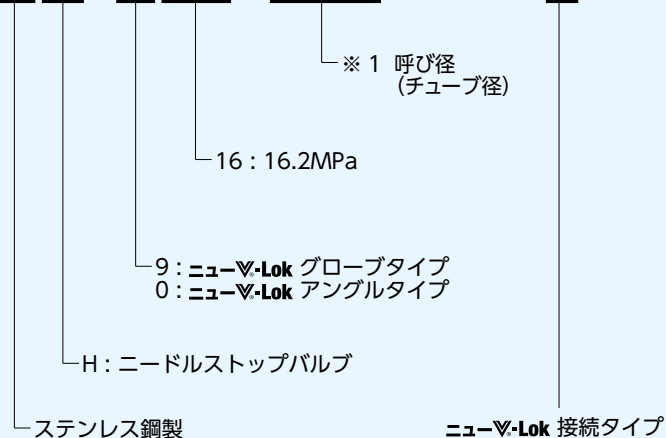 ※1 呼び径
(チューブ径)
16：16.2MPa
9：ニューV-Lok グローブタイプ
0：ニューV-Lok アングルタイプ
H：ニードルストップバルブ
ステンレス鋼製
ニューV-Lok 接続タイプ